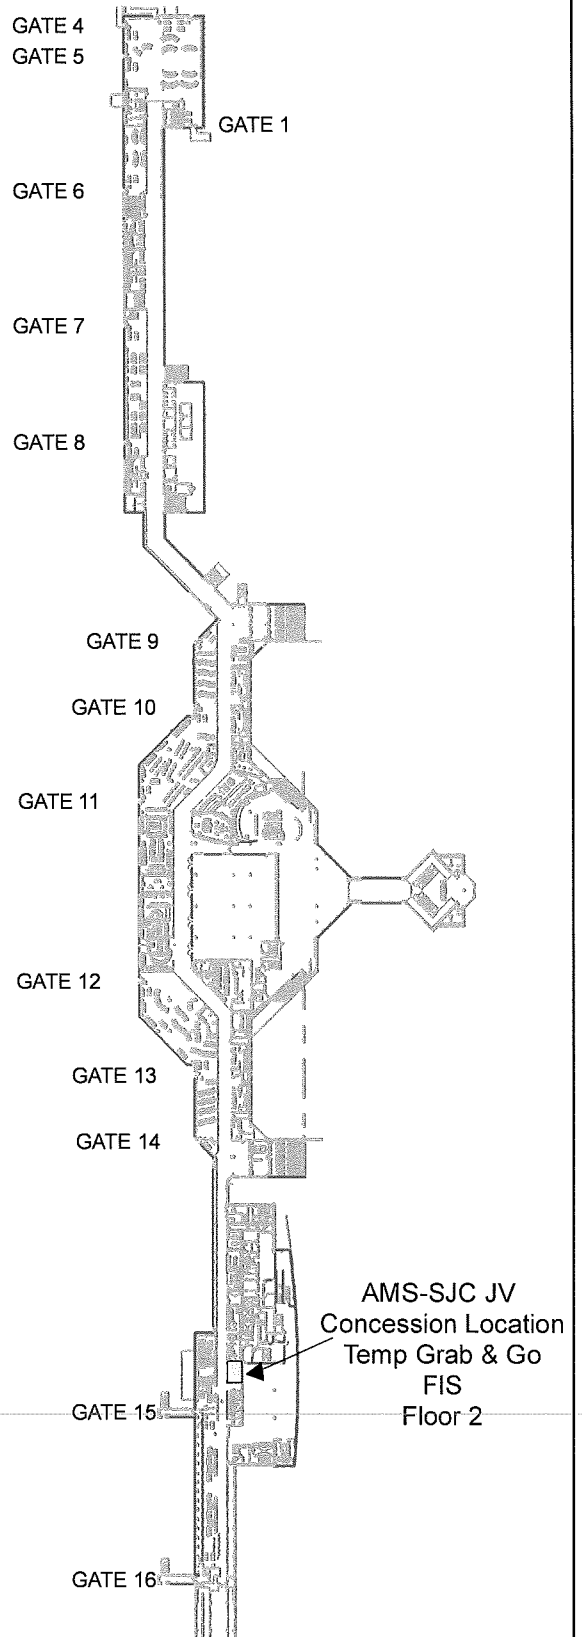 GATE 4
GATE 5
GATE 1
GATE 6
GATE 7
GATE 8
GATE 9
GATE 10
GATE 11
GATE 12
GATE 13
GATE 14
AMS-SJC JV
Concession Location
Temp Grab & Go
FIS
Floor 2
GATE 15
GATE 16